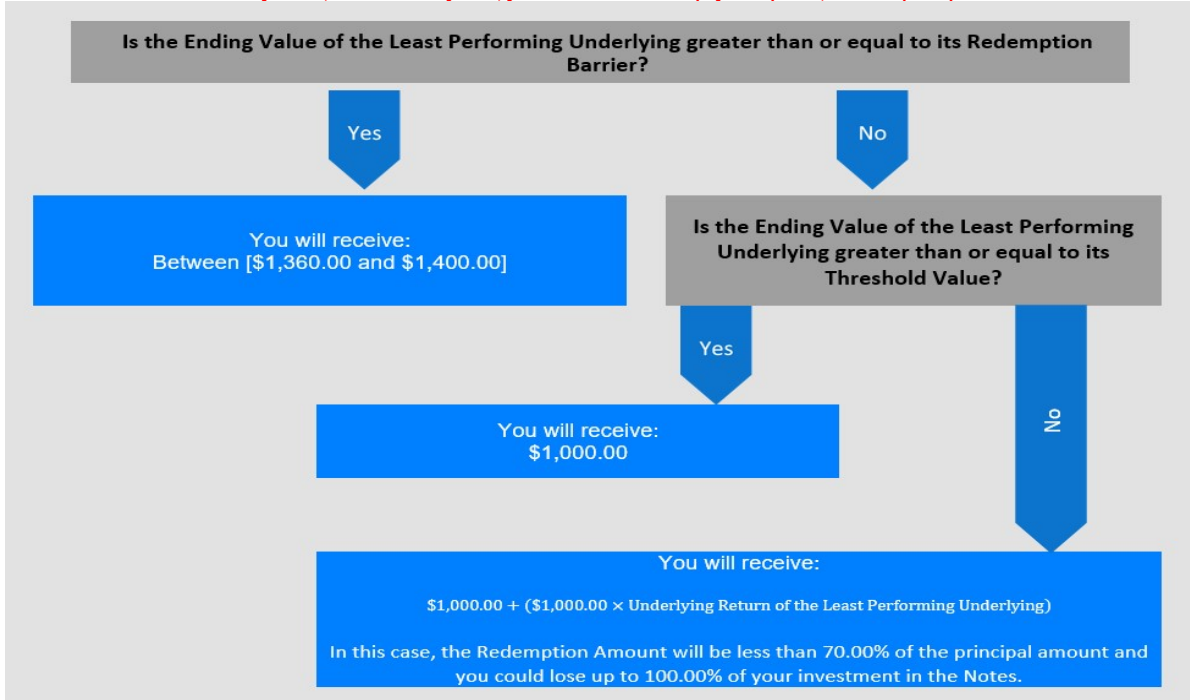 Is the Ending Value of the Least Performing Underlying greater than or equal to its Redemption
Barrier?
Yes
No
You will receive:
Between [$1,360.00 and $1,400.00]
Is the Ending Value of the Least Performing
Underlying greater than or equal to its
Threshold Value?
Yes
No
You will receive:
$1,000.00
You will receive:
$1,000.00 + ($1,000.00 × Underlying Return of the Least Performing Underlying)
In this case, the Redemption Amount will be less than 70.00% of the principal amount and
you could lose up to 100.00% of your investment in the Notes.